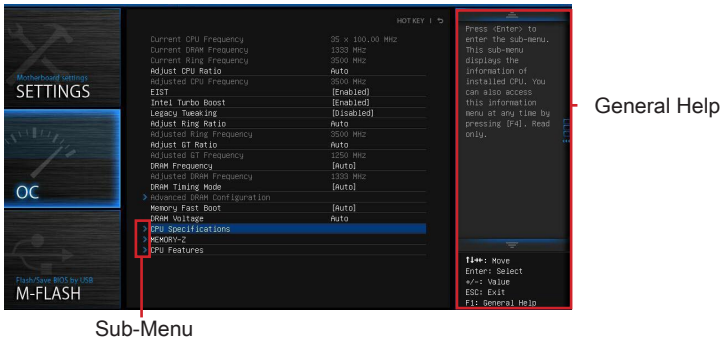 HOT KEY
Motherboard settings
SETTINGS
OC
Flash/Save BIOS by USB
M-FLASH
Current CPU Frequency 35 x 100.00 MHz
Current DRAM Frequency 1333 MHz
Current Ring Frequency 3500 MHz
Adjust CPU Ratio Auto
Adjusted CPU Frequency 3500 MHz
EIST [Enabled]
Intel Turbo Boost [Enabled]
Legacy Tweaking [Disabled]
Adjust Ring Ratio Auto
Adjusted Ring Frequency 3500 MHz
Adjust GT Ratio Auto
Adjusted GT Frequency 1250 MHz
DRAM Frequency [Auto]
Adjusted DRAM Frequency 1333 MHz
DRAM Timing Mode [Auto]
> Advanced DRAM Configuration
Memory Fast Boot [Auto]
DRAM Voltage Auto
> CPU Specifications
> MEMORY-Z
> CPU Features
Press <Enter> to
enter the sub-menu.
This sub-menu
displays the
information of
installed CPU. You
can also access
this information
menu at any time by
pressing [F4]. Read
only.
↑↓←→: Move
Enter: Select
+/-: Value
ESC: Exit
F1: General Help
General Help
Sub-Menu